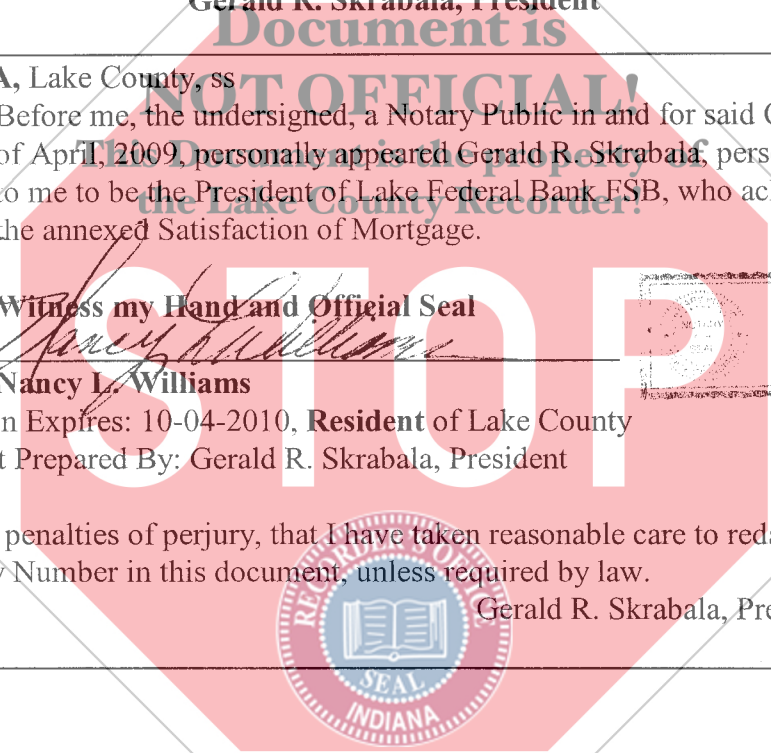 Gerald R. Skrabala, President
Document is
A, Lake County, ss
NOT OFFICIAL!
Before me, the undersigned, a Notary Public in and for said
of April, 2009, personally appeared Gerald R. Skrabala, pers
This Document is the property of
to me to be the President of Lake Federal Bank FSB, who ac
the Lake County Recorder!
the annexed Satisfaction of Mortgage.
STOP
Witness my Hand and Official Seal
Nancy L. Williams
NOTARY
SEAL
Nancy L. Williams
n Expires: 10-04-2010, Resident of Lake County
t Prepared By: Gerald R. Skrabala, President
penalties of perjury, that I have taken reasonable care to reda
y Number in this document, unless required by law.
RECORDER'S OFFICE
Gerald R. Skrabala, Pre
SEAL
INDIANA